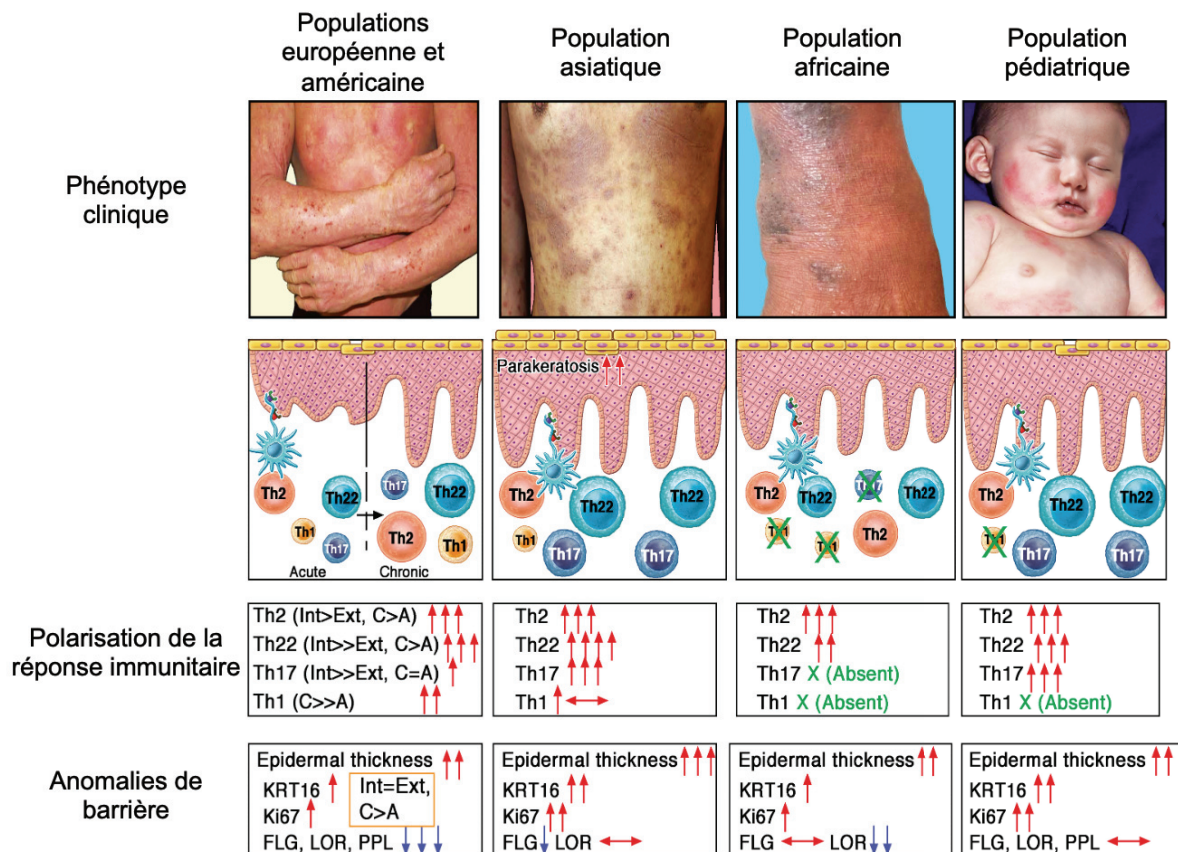 Populations
européenne et
américaine
Population
asiatique
Population
africaine
Population
pédiatrique
Phénotype
clinique
Th2
Th22
Th1
Th17
Acute
Th17
Th22
Th2
Th1
Chronic
Parakeratosis
Th2
Th22
Th22
Th1
Th17
Th17
Th2
Th22
Th17
Th22
Th1
Th1
Th2
Th2
Th22
Th22
Th1
Th17
Th17
Polarisation de la
réponse immunitaire
Th2 (Int>Ext, C>A)
Th22 (Int>>Ext, C>A)
Th17 (Int>>Ext, C=A)
Th1 (C>>A)
Th2
Th22
Th17
Th1
Th2
Th22
Th17 X (Absent)
Th1 X (Absent)
Th2
Th22
Th17
Th1 X (Absent)
Anomalies de
barrière
Epidermal thickness
KRT16
Ki67
Int=Ext,
C>A
FLG, LOR, PPL
Epidermal thickness
KRT16
Ki67
FLG LOR
Epidermal thickness
KRT16
Ki67
FLG LOR
Epidermal thickness
KRT16
Ki67
FLG, LOR, PPL